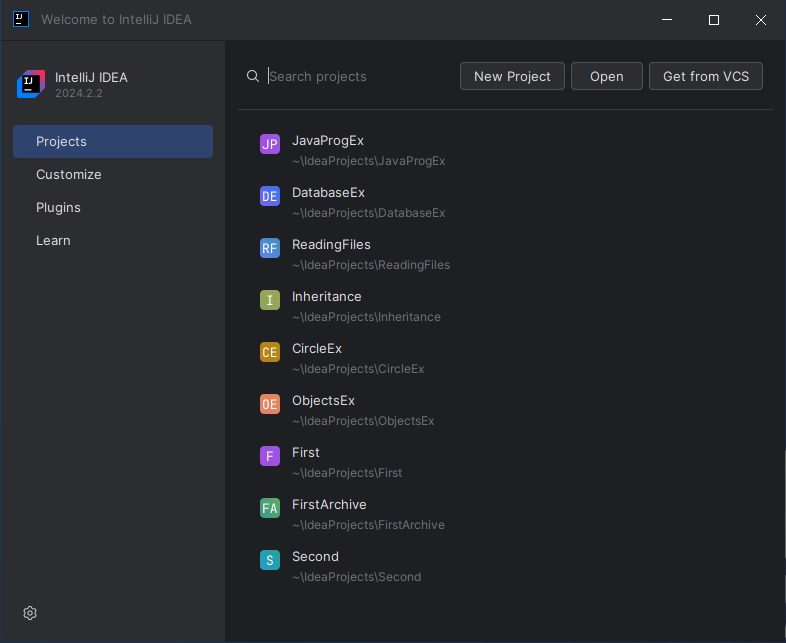 IJ Welcome to IntelliJ IDEA
IJ IntelliJ IDEA
2024.2.2
Projects
Customize
Plugins
Learn
Search projects New Project Open Get from VCS
JP JavaProgEx
~\IdeaProjects\JavaProgEx
DE DatabaseEx
~\IdeaProjects\DatabaseEx
RF ReadingFiles
~\IdeaProjects\ReadingFiles
I Inheritance
~\IdeaProjects\Inheritance
CE CircleEx
~\IdeaProjects\CircleEx
OE ObjectsEx
~\IdeaProjects\ObjectsEx
F First
~\IdeaProjects\First
FA FirstArchive
~\IdeaProjects\FirstArchive
S Second
~\IdeaProjects\Second